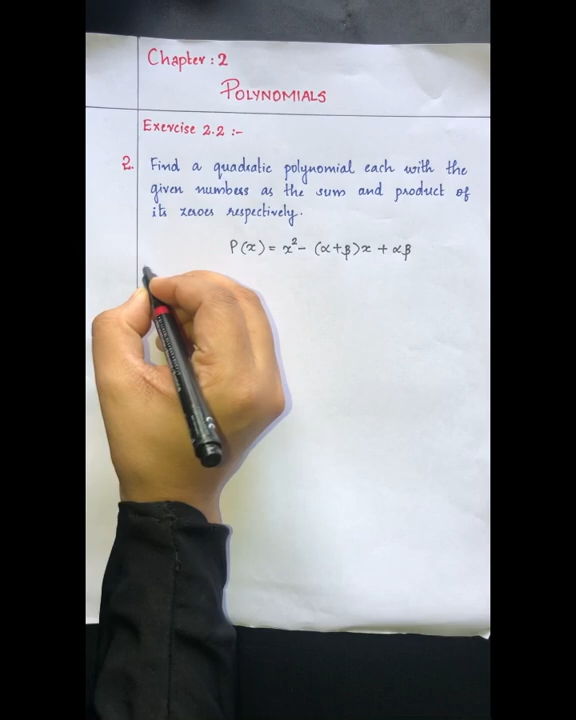 Chapter : 2
POLYNOMIALS
Exercise 2.2 :-
2. Find a quadratic polynomial each with the
given numbers as the sum and product of
its zeroes respectively.
P(x) = x² - (α+β)x + αβ